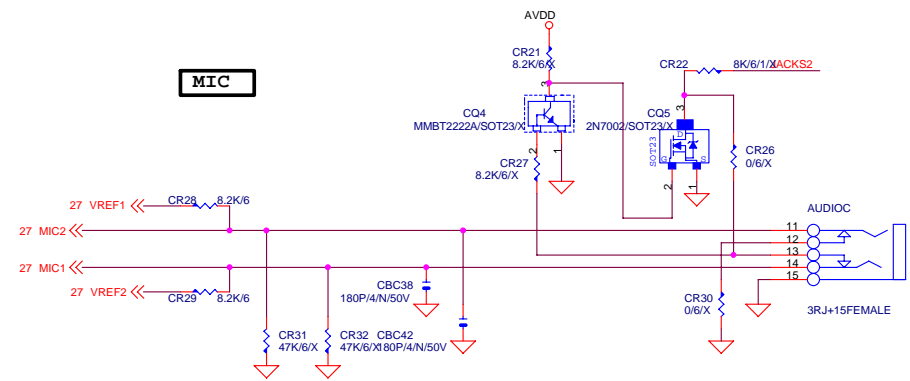 AVDD
CR21
8.2K/6/X
MIC
CR22
8K/6/1/X
JACKS2
3
CQ4
MMBT2222A/SOT23/X
CQ5
2N7002/SOT23/X
3
D
SOT23
G
S
2
1
CR27
8.2K/6/X
2
1
CR26
0/6/X
27 VREF1
CR28
8.2K/6
AUDIOC
27 MIC2
11
12
13
27 MIC1
14
15
27 VREF2
CR29
8.2K/6
CBC38
180P/4/N/50V
CR30
0/6/X
3RJ+15FEMALE
CR31
47K/6/X
CR32
47K/6/X
CBC42
180P/4/N/50V